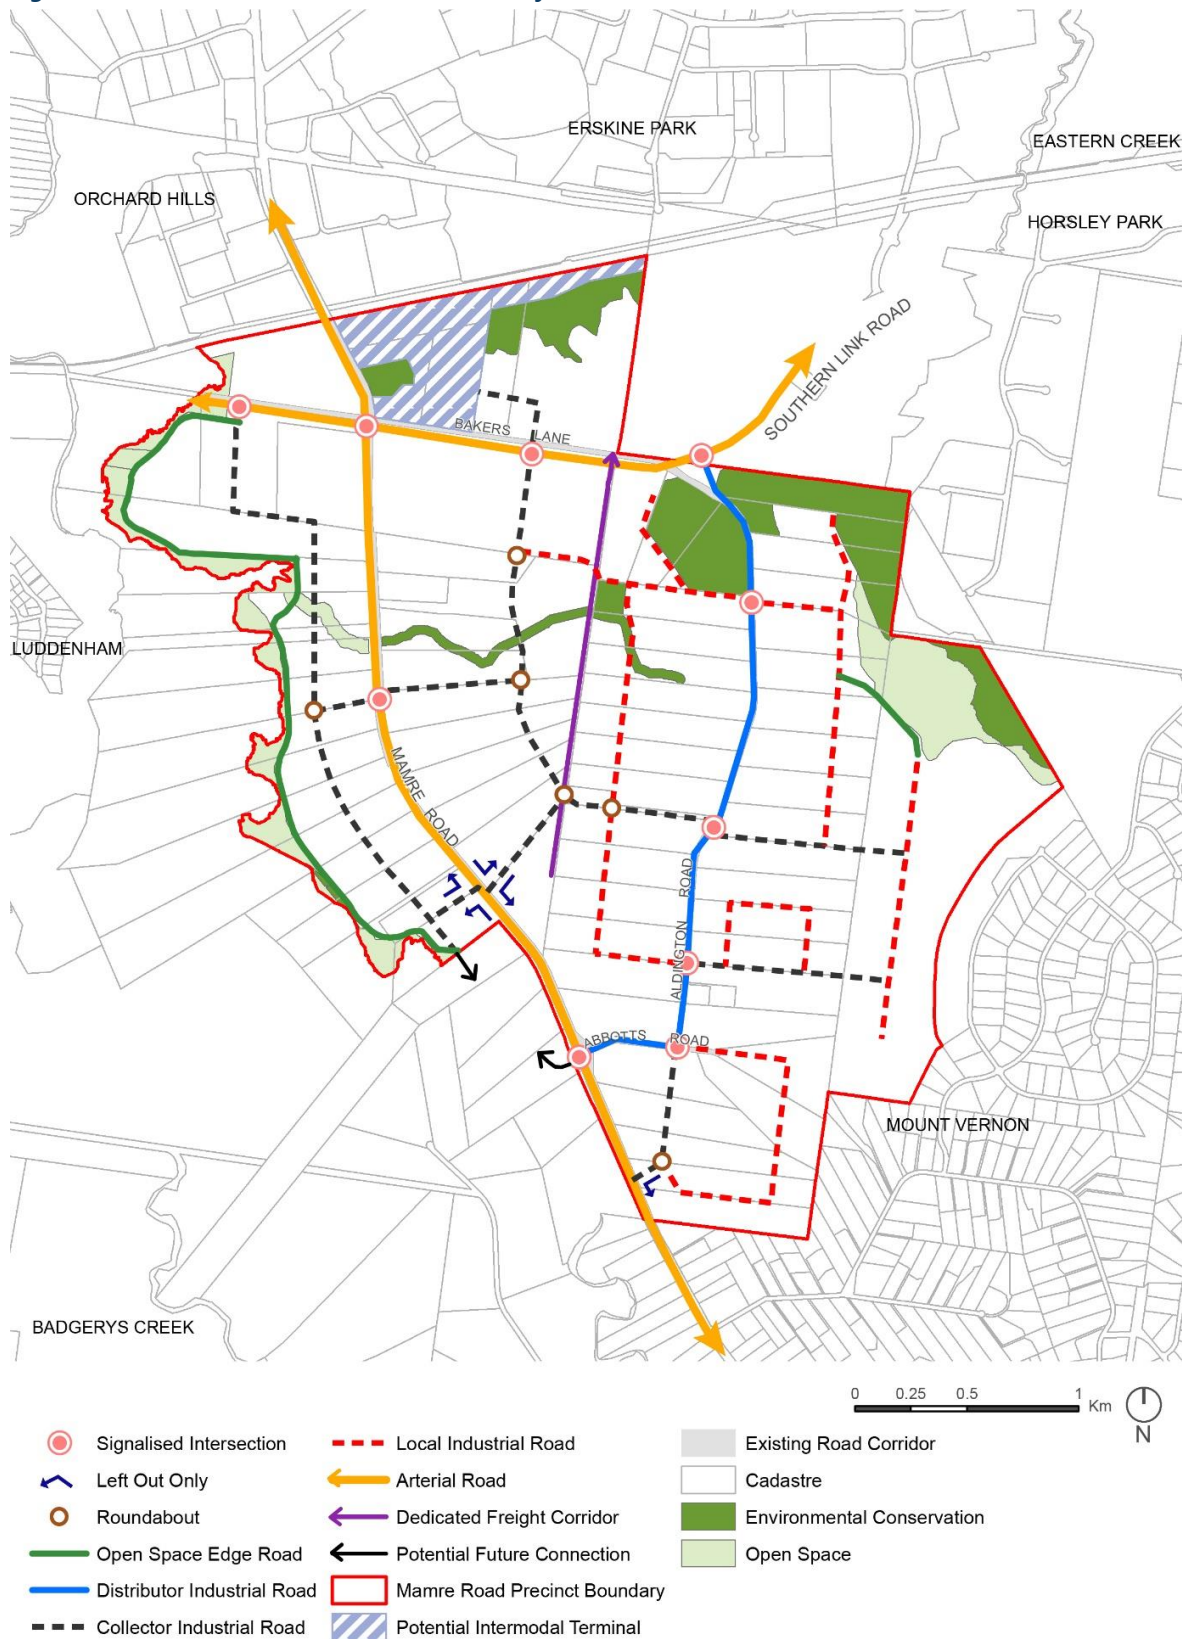 ERSKINE PARK
EASTERN CREEK
ORCHARD HILLS
HORSLEY PARK
SOUTHERN LINK ROAD
BAKERS LANE
LUDDENHAM
MAMRE ROAD
ALDINGTON ROAD
ABBOTTS ROAD
MOUNT VERNON
BADGERYS CREEK
0 0.25 0.5 1 Km
N
Signalised Intersection
Left Out Only
Roundabout
Open Space Edge Road
Distributor Industrial Road
Collector Industrial Road
Local Industrial Road
Arterial Road
Dedicated Freight Corridor
Potential Future Connection
Mamre Road Precinct Boundary
Potential Intermodal Terminal
Existing Road Corridor
Cadastre
Environmental Conservation
Open Space